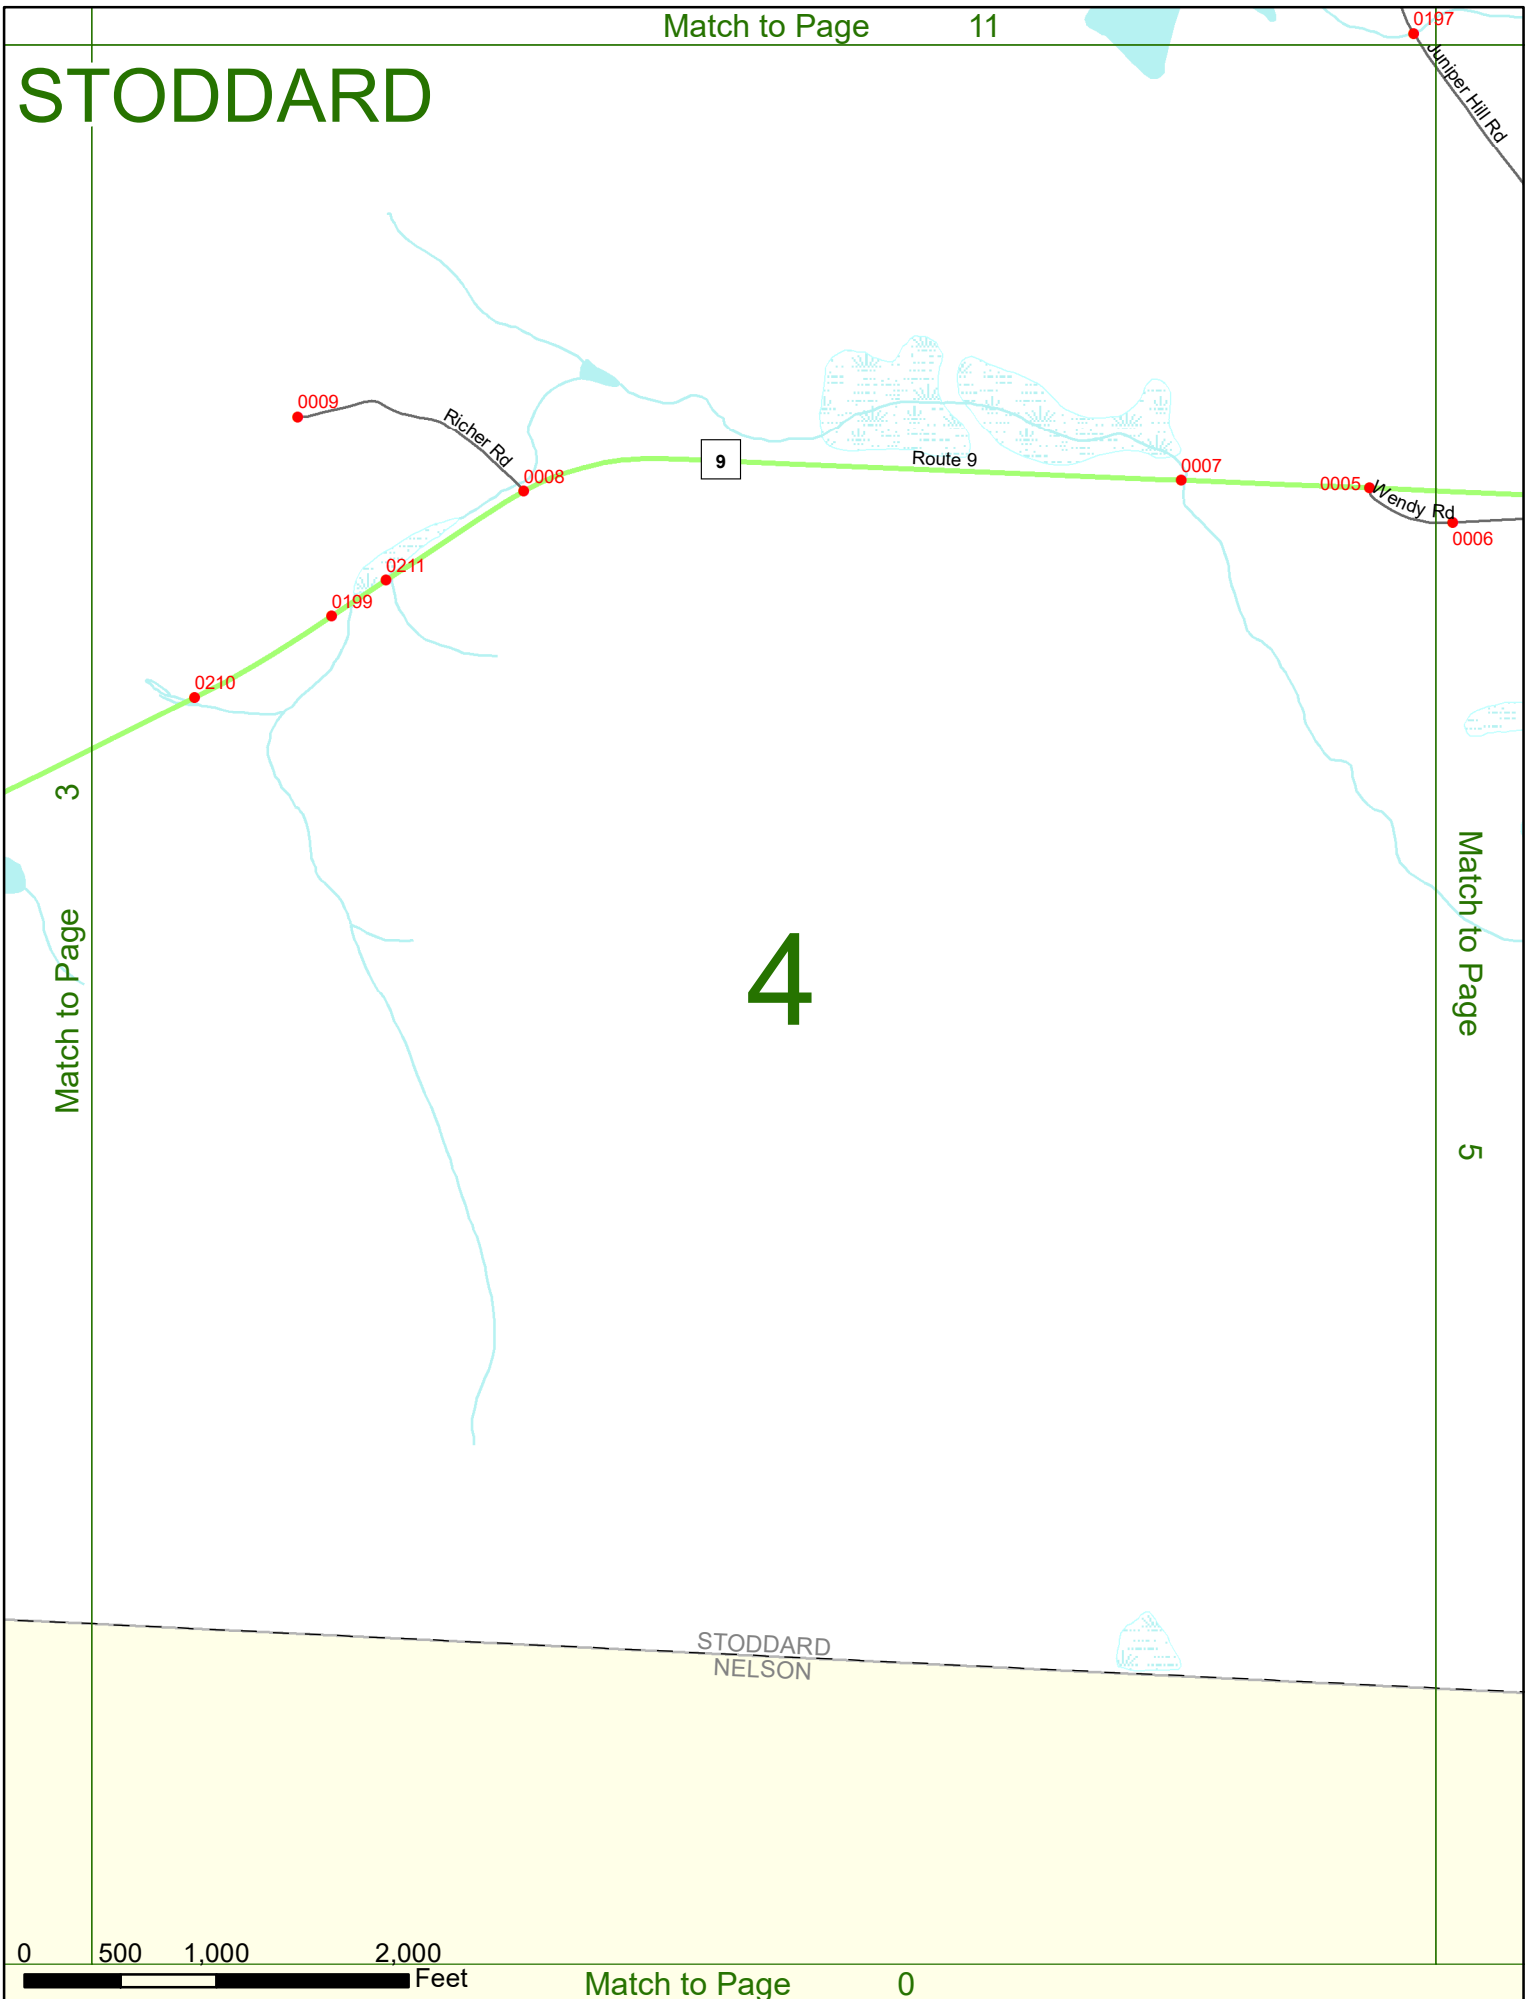 Match to Page 11
0197
STODDARD
Juniper Hill Rd
0009
Richer Rd
0008
9
Route 9
0007
0005
Wendy Rd
0006
0211
0199
0210
Match to Page 3
4
Match to Page 5
STODDARD
NELSON
0 500 1,000 2,000
Feet
Match to Page 0